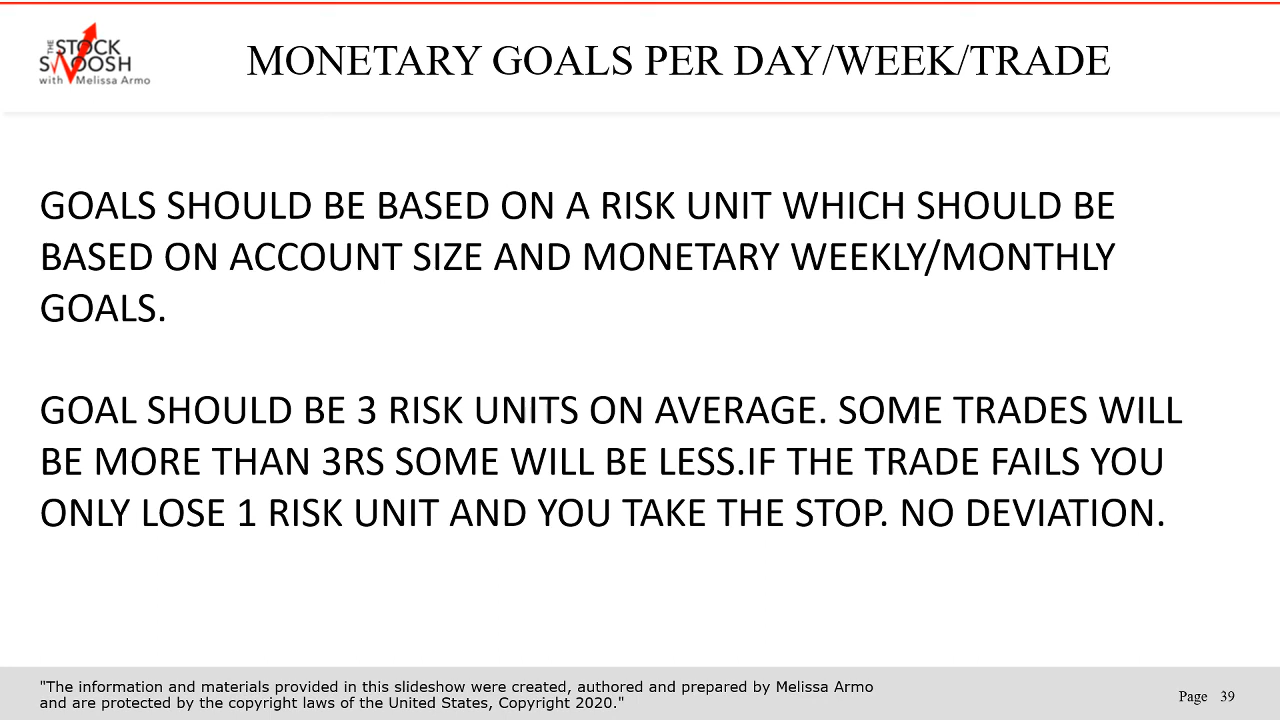 THE STOCK
SWOOSH
with Melissa Armo
MONETARY GOALS PER DAY/WEEK/TRADE
GOALS SHOULD BE BASED ON A RISK UNIT WHICH SHOULD BE
BASED ON ACCOUNT SIZE AND MONETARY WEEKLY/MONTHLY
GOALS.
GOAL SHOULD BE 3 RISK UNITS ON AVERAGE. SOME TRADES WILL
BE MORE THAN 3RS SOME WILL BE LESS.IF THE TRADE FAILS YOU
ONLY LOSE 1 RISK UNIT AND YOU TAKE THE STOP. NO DEVIATION.
"The information and materials provided in this slideshow were created, authored and prepared by Melissa Armo
and are protected by the copyright laws of the United States, Copyright 2020."
Page 39